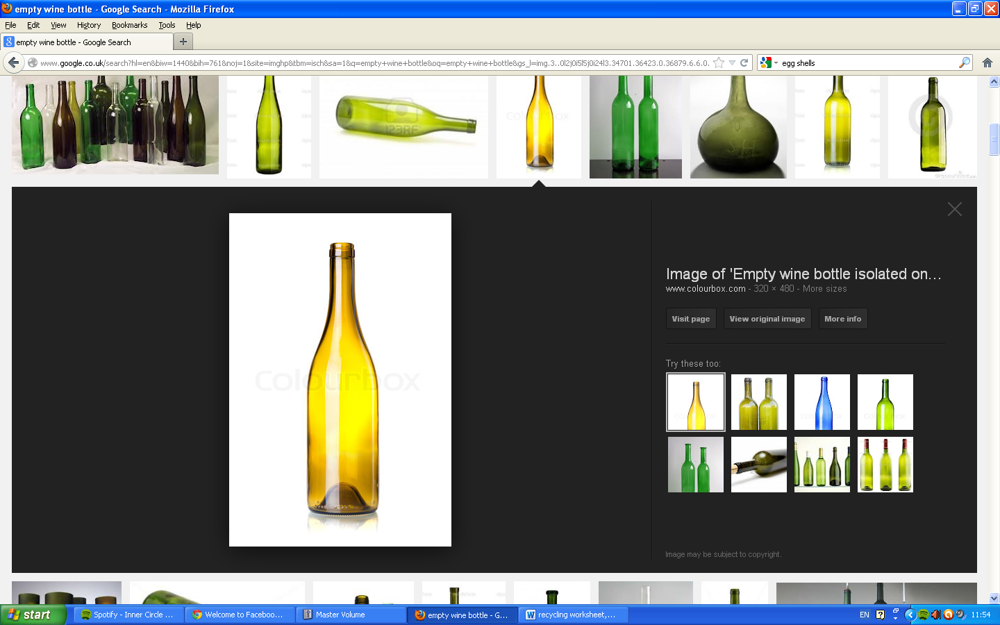 empty wine bottle - Google Search - Mozilla Firefox
File Edit View History Bookmarks Tools Help
empty wine bottle - Google Search
www.google.co.uk/search?hl=en&biw=1440&bih=761&noj=1&site=imghp&tbm=isch&sa=1&q=empty+wine+bottle&oq=empty+wine+bottle&gs_l=img.3..0l2j0i5l5j0i24l3.34701.36423.0.36879.6.6.0.
egg shells
123RF
Colourbox
dreamstime.com
Colourbox
Image of 'Empty wine bottle isolated on...
www.colourbox.com - 320 × 480 - More sizes
Visit page View original image More info
Try these too:
Image may be subject to copyright.
start
Spotify - Inner Circle ...
Welcome to Faceboo...
Master Volume
empty wine bottle - G...
recycling worksheet,...
EN
11:54